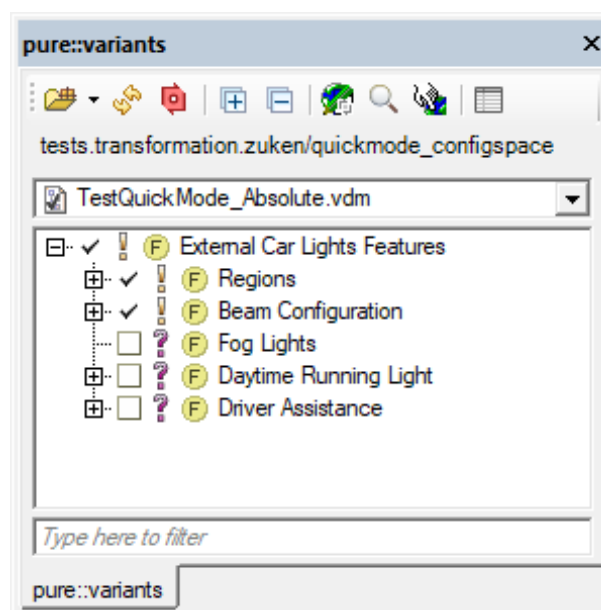 pure::variants
tests.transformation.zuken/quickmode_configspace
TestQuickMode_Absolute.vdm
External Car Lights Features
F Regions
F Beam Configuration
F Fog Lights
F Daytime Running Light
F Driver Assistance
Type here to filter
pure::variants